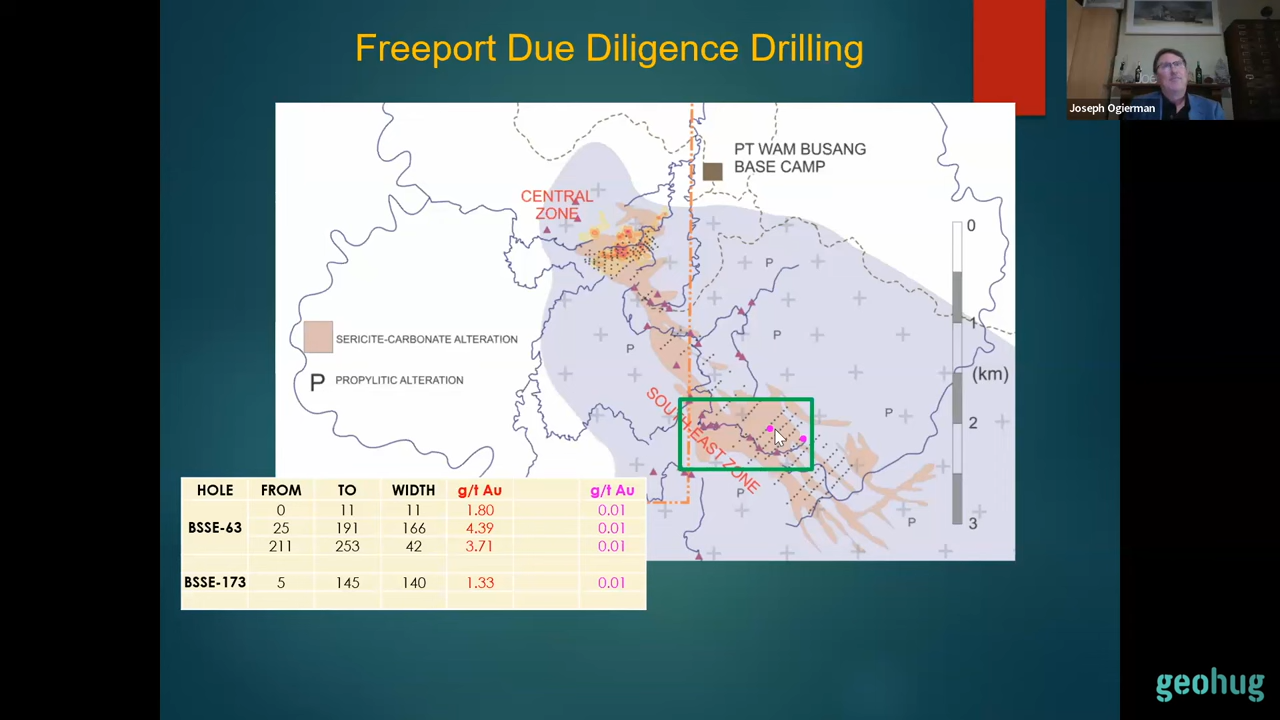 Freeport Due Diligence Drilling
Joseph Ogierman
PT WAM BUSANG
BASE CAMP
CENTRAL
ZONE
0
P
1
P
P
SERICITE-CARBONATE ALTERATION
(km)
P PROPYLITIC ALTERATION
SOUTH-EAST ZONE
P
2
P
P
3
HOLE FROM TO WIDTH g/t Au g/t Au
0 11 11 1.80 0.01
BSSE-63 25 191 166 4.39 0.01
211 253 42 3.71 0.01
BSSE-173 5 145 140 1.33 0.01
geohug